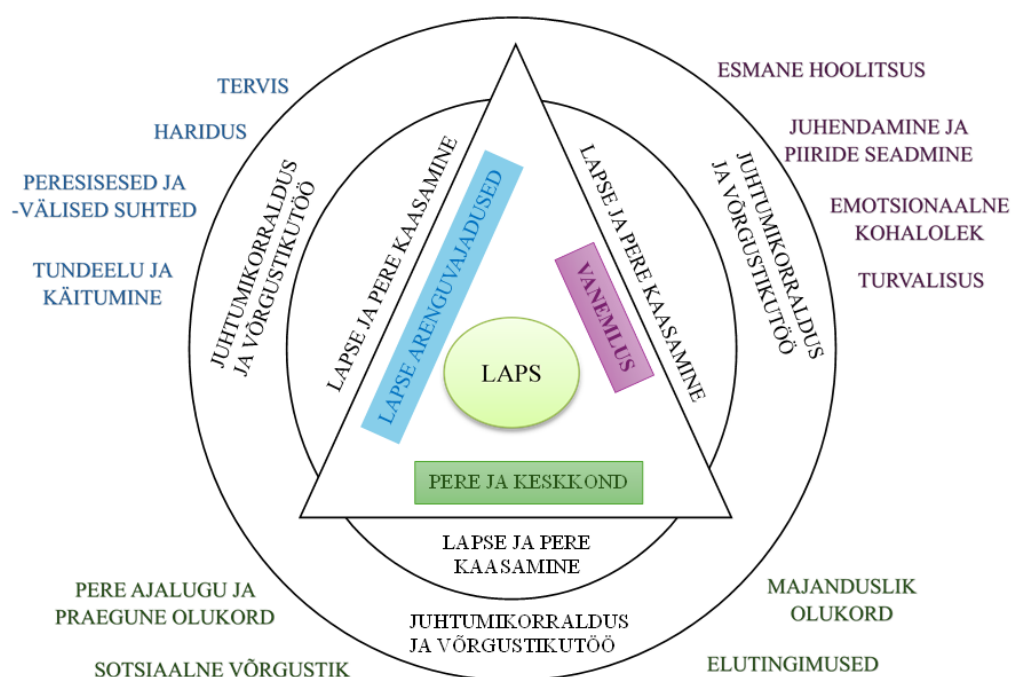 TERVIS
HARIDUS
PERESISESED JA
-VÄLISED SUHTED
TUNDEELU JA
KÄITUMINE
ESMANE HOOLITSUS
JUHENDAMINE JA
PIIRIDE SEADMINE
EMOTSIONAALNE
KOHALOLEK
TURVALISUS
JUHTUMIKORRALDUS
JA VÕRGUSTIKUTÖÖ
LAPSE JA PERE KAASAMINE
LAPSE ARENGUVAJADUSED
LAPS
VANEMLUS
LAPSE JA PERE KAASAMINE
JUHTUMIKORRALDUS
JA VÕRGUSTIKUTÖÖ
PERE JA KESKKOND
LAPSE JA PERE
KAASAMINE
JUHTUMIKORRALDUS
JA VÕRGUSTIKUTÖÖ
PERE AJALUGU JA
PRAEGUNE OLUKORD
SOTSIAALNE VÕRGUSTIK
MAJANDUSLIK
OLUKORD
ELUTINGIMUSED